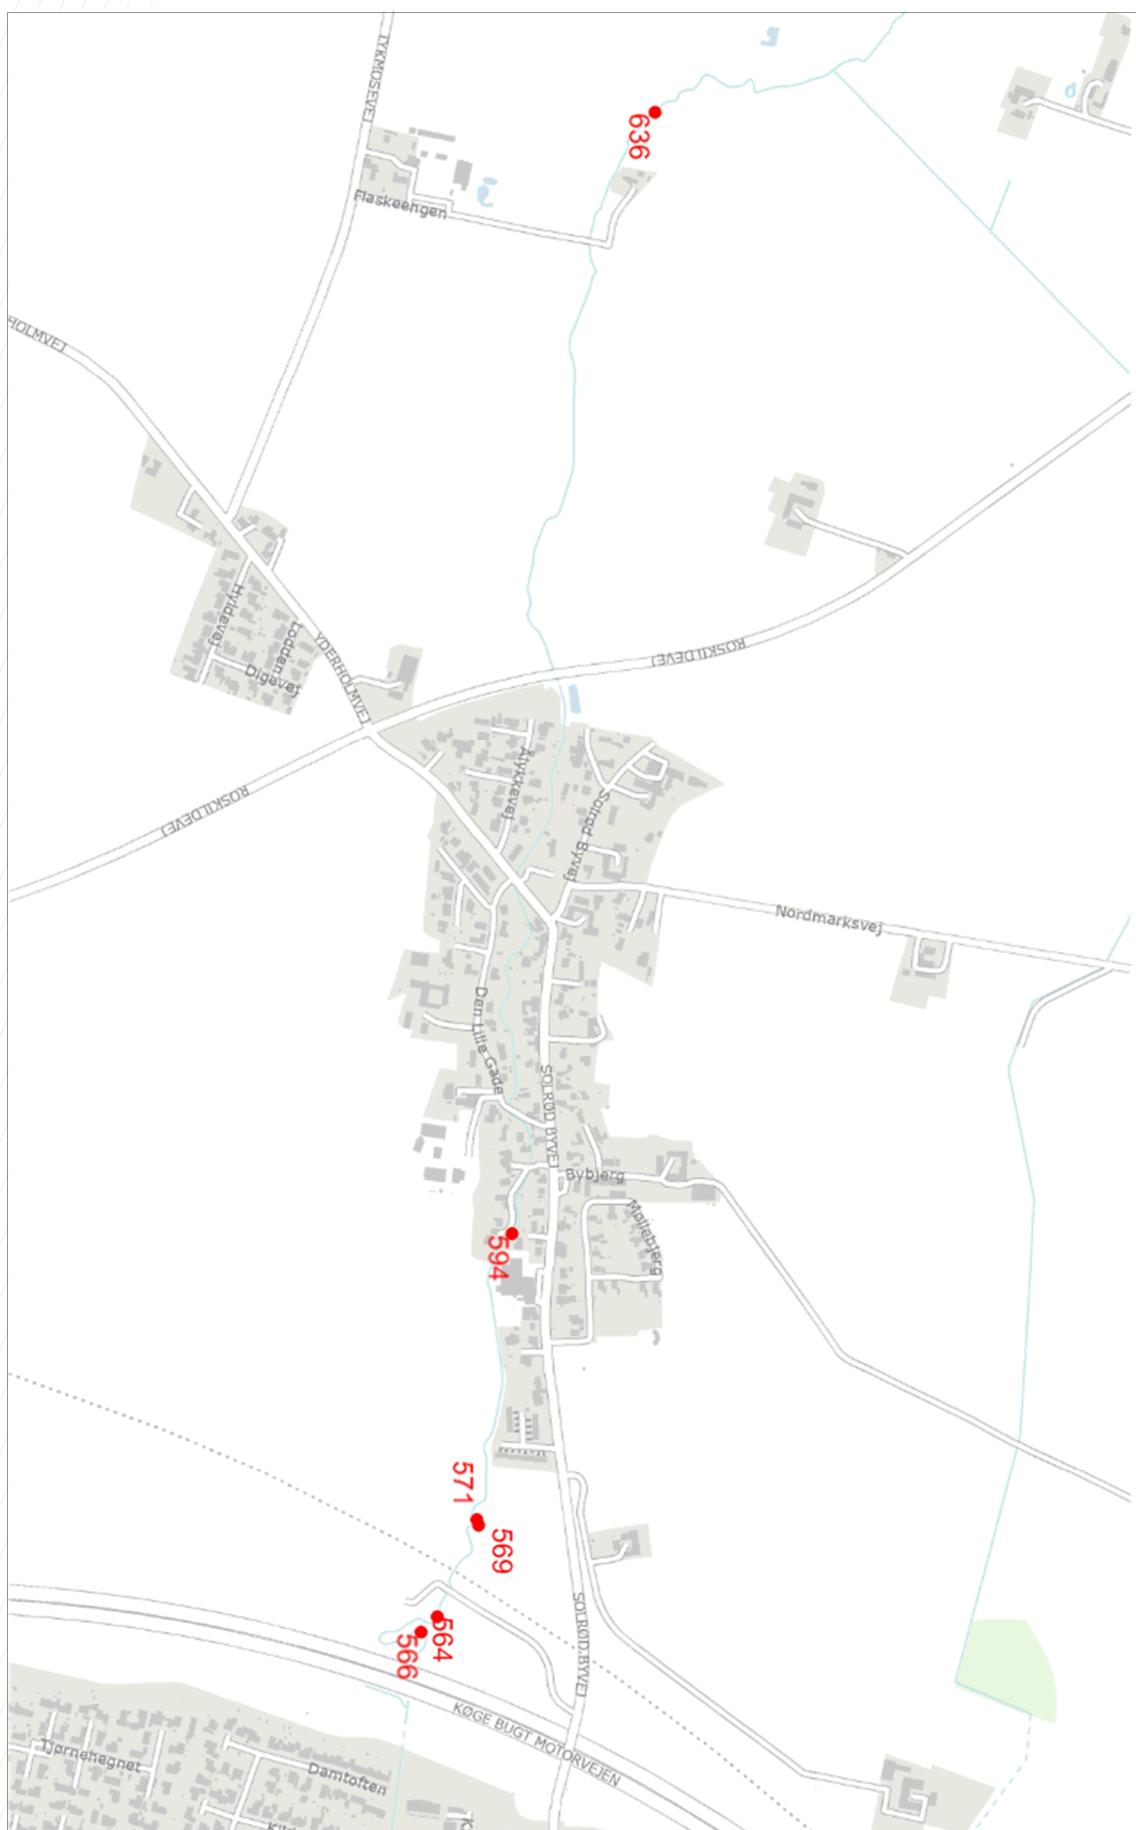 TYKMOSEVEJ
636
Flaskeengen
HOLMVEJ
Hyldevej
Lodden
Digevej
YDERHOLMVEJ
ROSKILDEVEJ
ROSKILDEVEJ
Ålykkevej
Solrød Byvej
Nordmarksvej
Den Lille Gade
SOLRØD BYVEJ
Bybjerg
Møllebjerg
594
571
569
564
566
SOLRØD BYVEJ
KØGE BUGT MOTORVEJEN
Tjørnehegnet
Damtoften